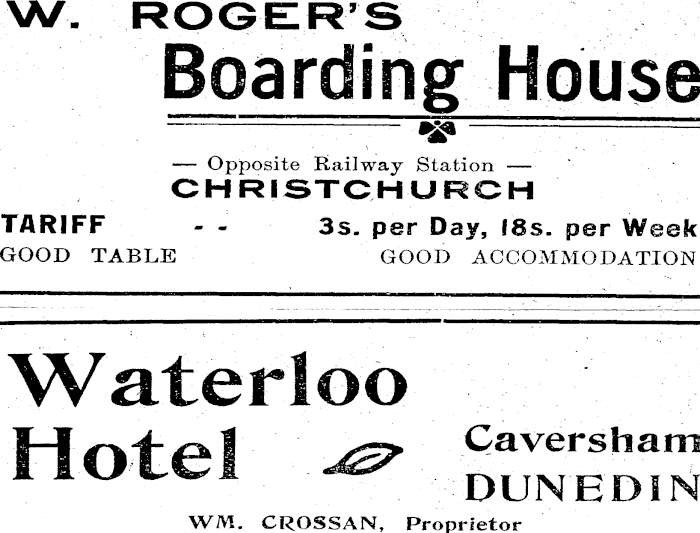 W. ROGER'S
Boarding House
— Opposite Railway Station —
CHRISTCHURCH
TARIFF - - 3s. per Day, 18s. per Week
GOOD TABLE GOOD ACCOMMODATION
Waterloo
Hotel
Caversham
DUNEDIN
WM. CROSSAN, Proprietor